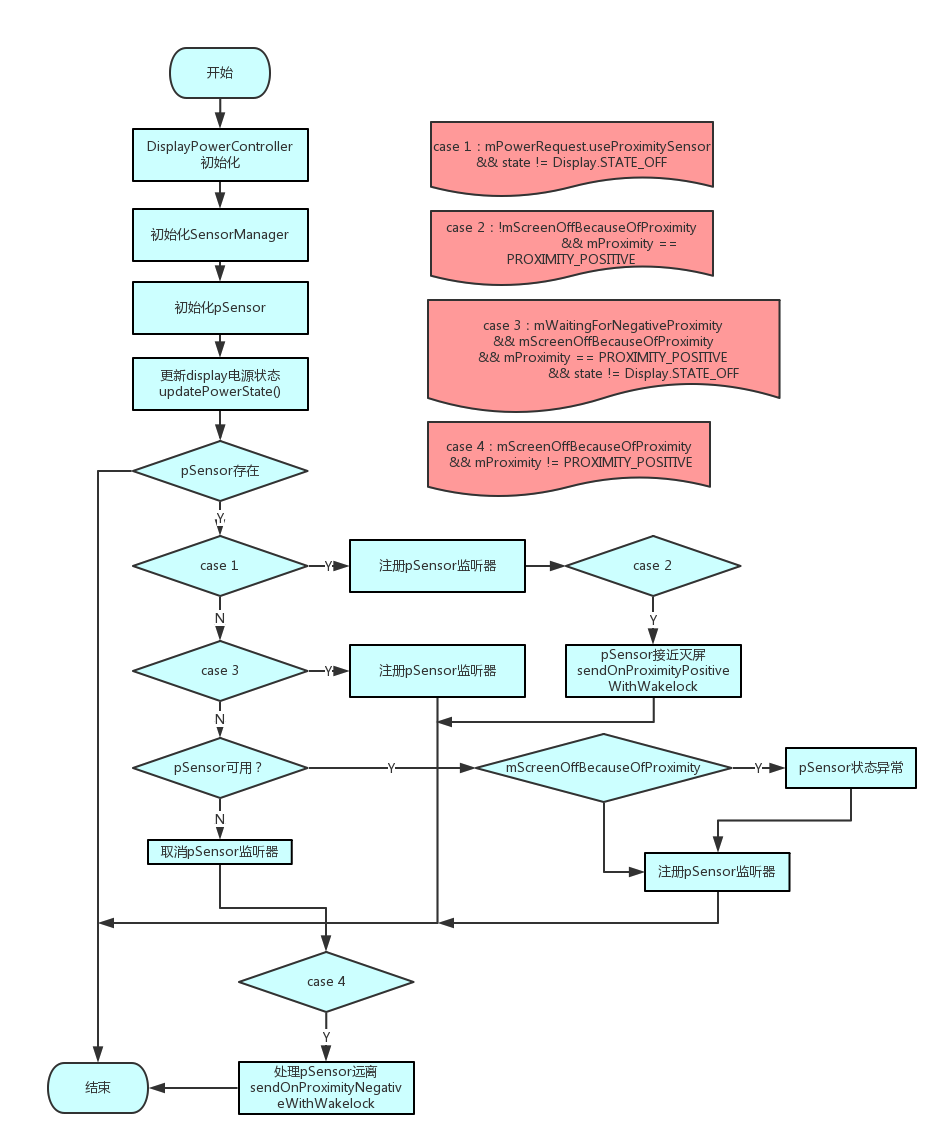 开始
DisplayPowerController
初始化
初始化SensorManager
初始化pSensor
更新display电源状态
updatePowerState()
case 1：mPowerRequest.useProximitySensor
&& state != Display.STATE_OFF
case 2：!mScreenOffBecauseOfProximity
&& mProximity ==
PROXIMITY_POSITIVE
case 3：mWaitingForNegativeProximity
&& mScreenOffBecauseOfProximity
&& mProximity == PROXIMITY_POSITIVE
&& state != Display.STATE_OFF
case 4：mScreenOffBecauseOfProximity
&& mProximity != PROXIMITY_POSITIVE
pSensor存在
Y
case 1
Y
注册pSensor监听器
case 2
N
Y
case 3
Y
注册pSensor监听器
pSensor接近灭屏
sendOnProximityPositive
WithWakelock
N
pSensor可用？
Y
mScreenOffBecauseOfProximity
Y
pSensor状态异常
N
取消pSensor监听器
注册pSensor监听器
case 4
Y
处理pSensor远离
sendOnProximityNegativ
eWithWakelock
结束